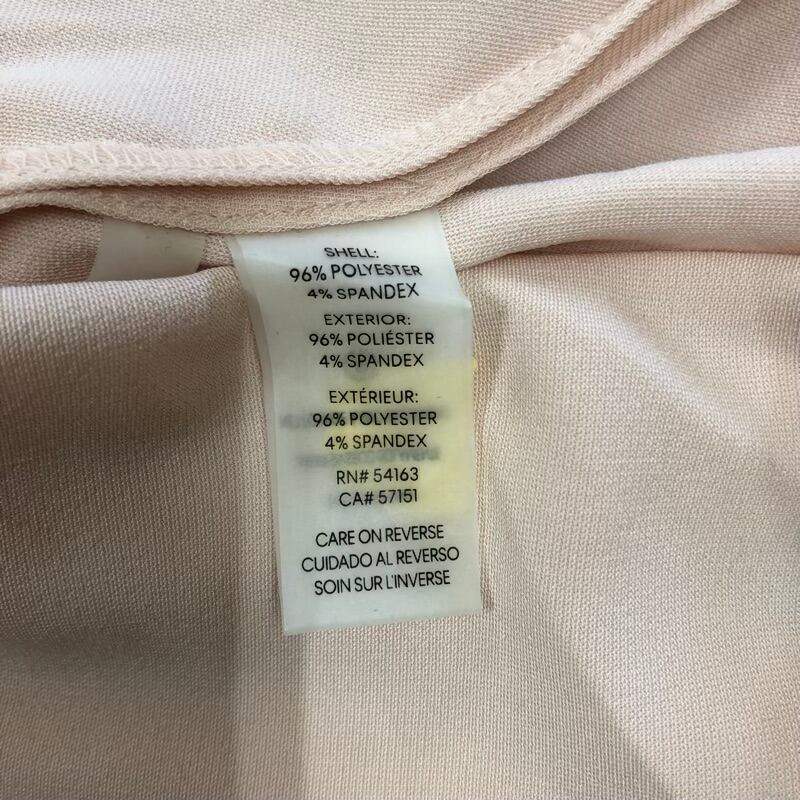 SHELL:
96% POLYESTER
4% SPANDEX
EXTERIOR:
96% POLIÉSTER
4% SPANDEX
EXTÉRIEUR:
96% POLYESTER
4% SPANDEX
RN# 54163
CA# 57151
CARE ON REVERSE
CUIDADO AL REVERSO
SOIN SUR L'INVERSE